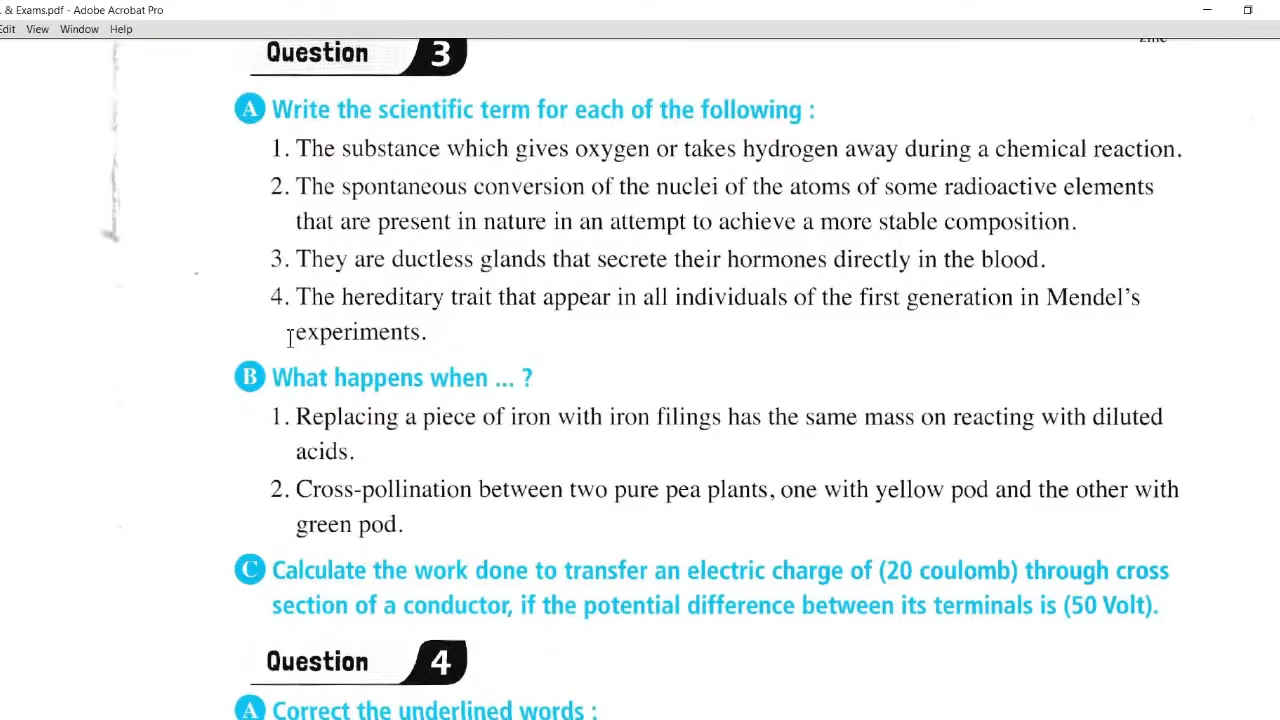 . & Exams.pdf - Adobe Acrobat Pro
Edit View Window Help
zinc
Question 3
A Write the scientific term for each of the following :
1. The substance which gives oxygen or takes hydrogen away during a chemical reaction.
2. The spontaneous conversion of the nuclei of the atoms of some radioactive elements
that are present in nature in an attempt to achieve a more stable composition.
3. They are ductless glands that secrete their hormones directly in the blood.
4. The hereditary trait that appear in all individuals of the first generation in Mendel's
experiments.
B What happens when ... ?
1. Replacing a piece of iron with iron filings has the same mass on reacting with diluted
acids.
2. Cross-pollination between two pure pea plants, one with yellow pod and the other with
green pod.
C Calculate the work done to transfer an electric charge of (20 coulomb) through cross
section of a conductor, if the potential difference between its terminals is (50 Volt).
Question 4
A Correct the underlined words :